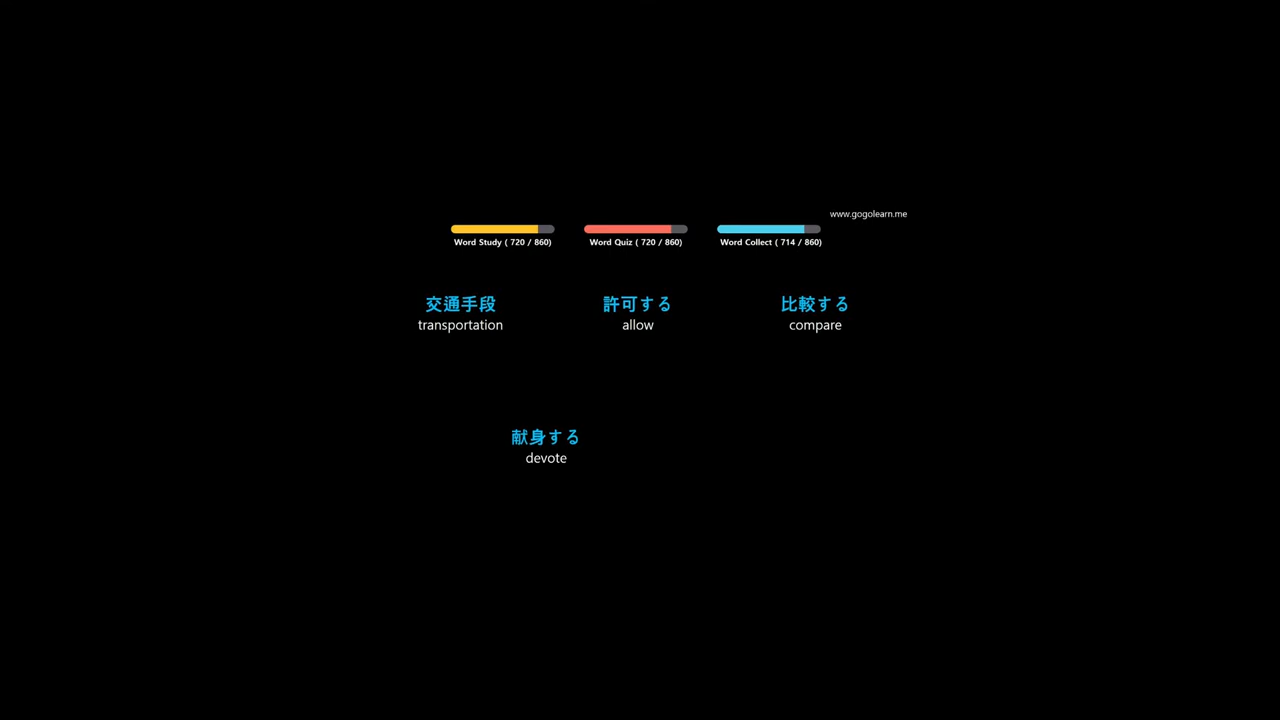 www.gogolearn.me
Word Study ( 720 / 860)
Word Quiz ( 720 / 860)
Word Collect ( 714 / 860)
交通手段
transportation
許可する
allow
比較する
compare
献身する
devote